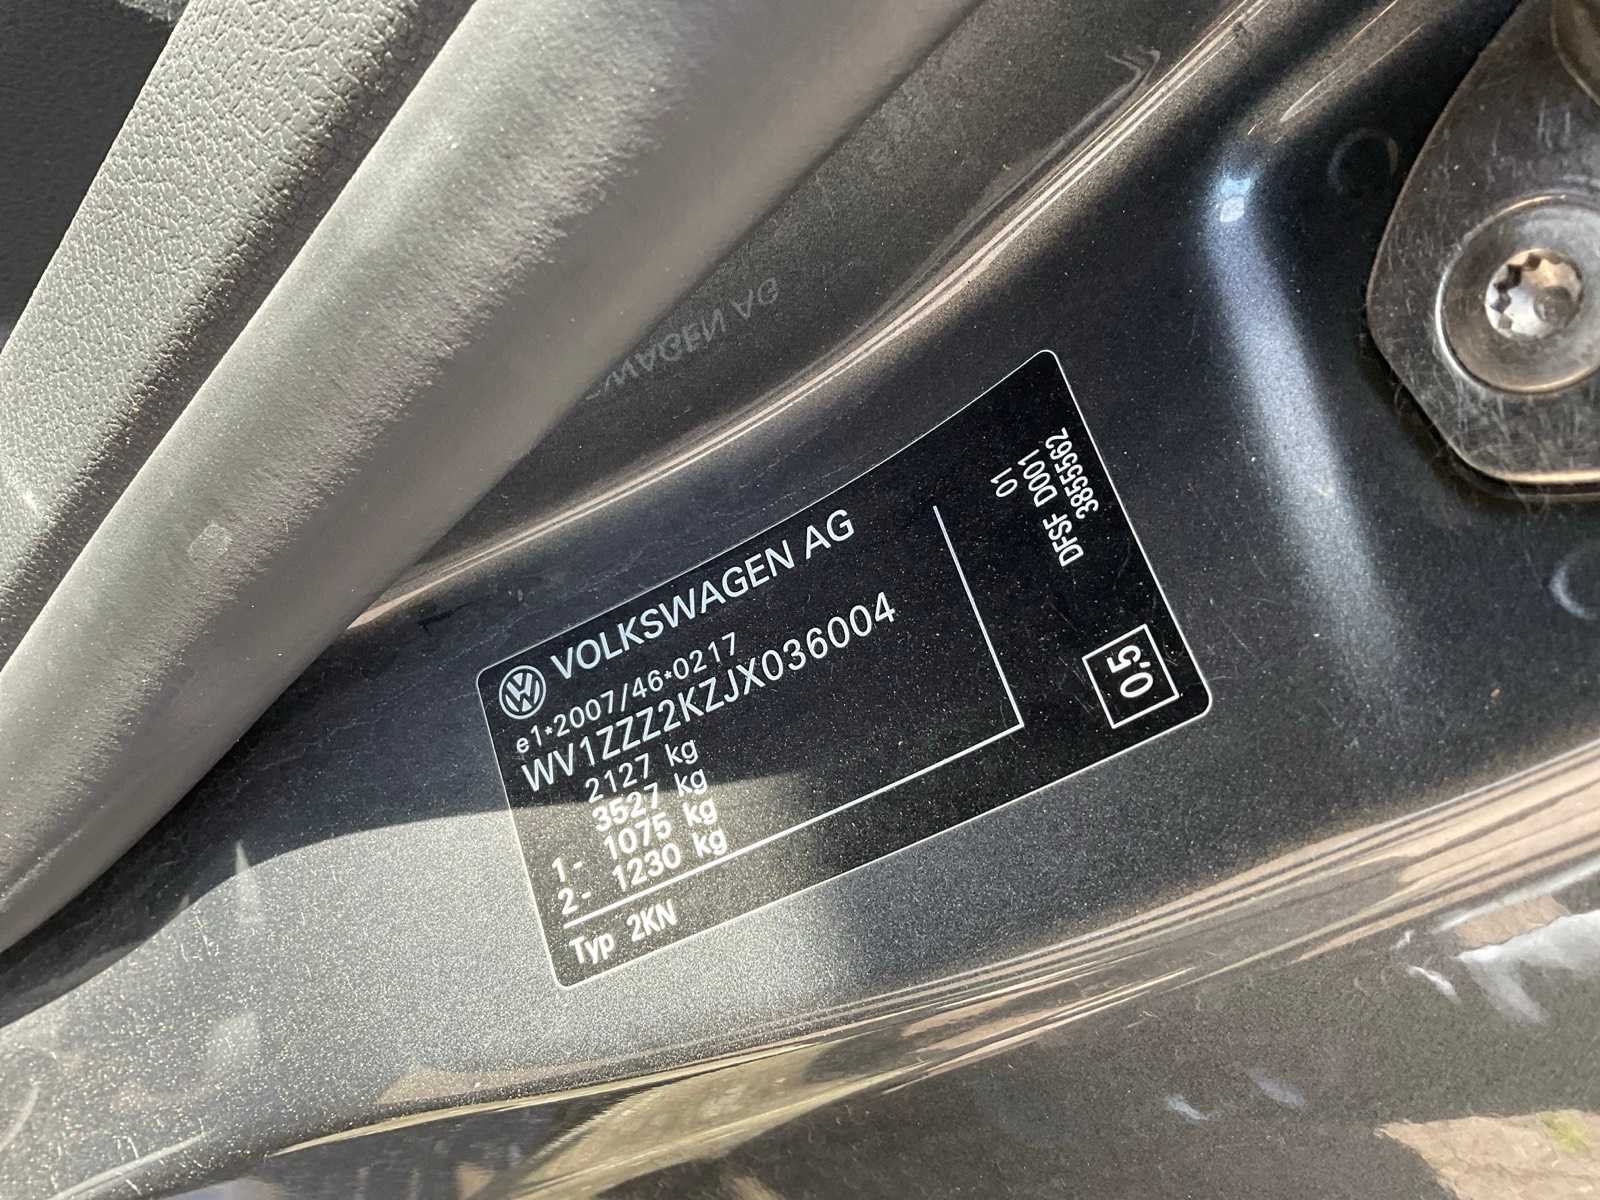 VOLKSWAGEN AG
e1*2007/46*0217
WV1ZZZ2KZJX036004
2127 kg
3527 kg
1- 1075 kg
2- 1230 kg
Typ 2KN
01
DFSF D001
3855562
0.5
WAGEN AG